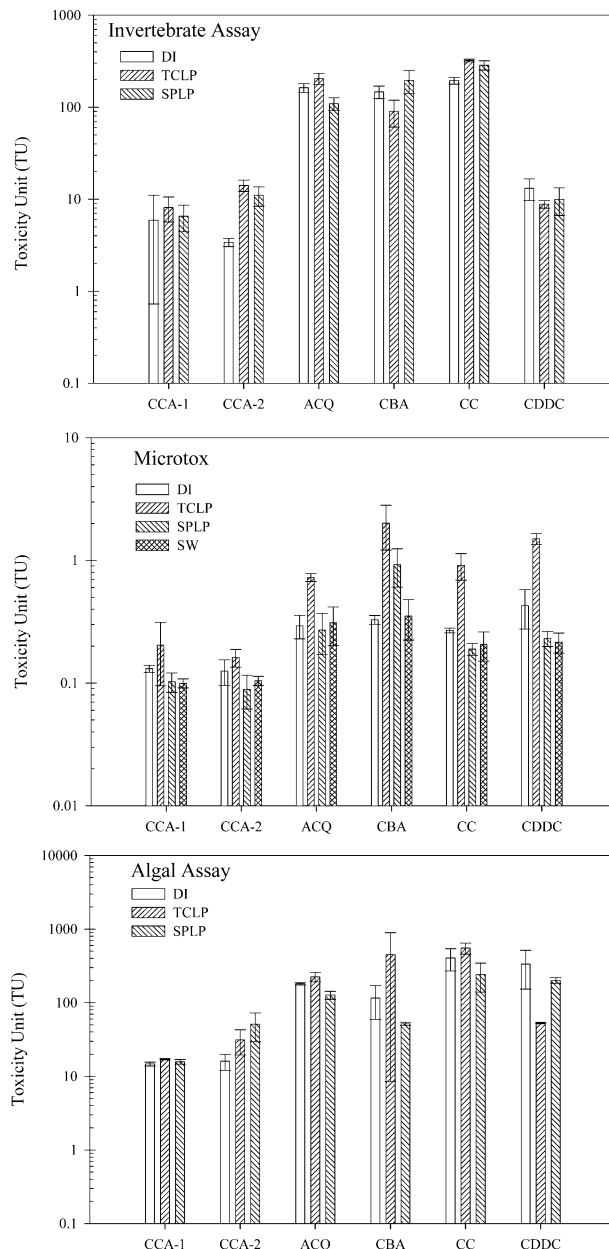 Invertebrate Assay
DI
TCLP
SPLP
Toxicity Unit (TU)
1000
100
10
1
0.1
CCA-1 CCA-2 ACQ CBA CC CDDC
Microtox
DI
TCLP
SPLP
SW
Toxicity Unit (TU)
10
1
0.1
0.01
CCA-1 CCA-2 ACQ CBA CC CDDC
Algal Assay
DI
TCLP
SPLP
Toxicity Unit (TU)
10000
1000
100
10
1
0.1
CCA-1 CCA-2 ACQ CBA CC CDDC